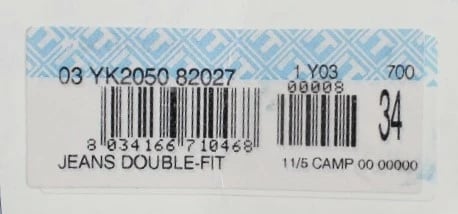 03 YK2050 82027 1 Y03 700
00008
34
8 034166 710468
JEANS DOUBLE-FIT 11/5 CAMP 00 00000